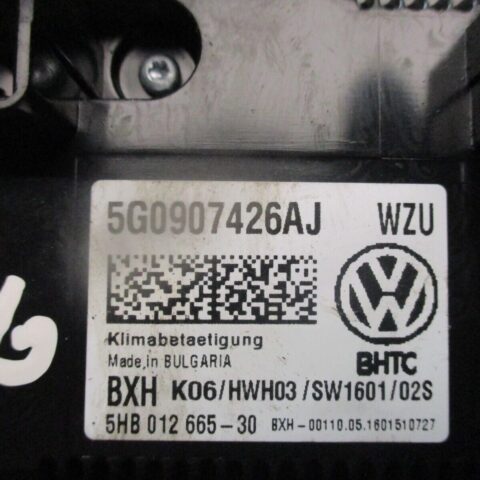 5G0907426AJ WZU
Klimabetaetigung
Made in BULGARIA
BHTC
BXH K06/HWH03/SW1601/02S
5HB 012 665-30 BXH-00110.05.1601510727